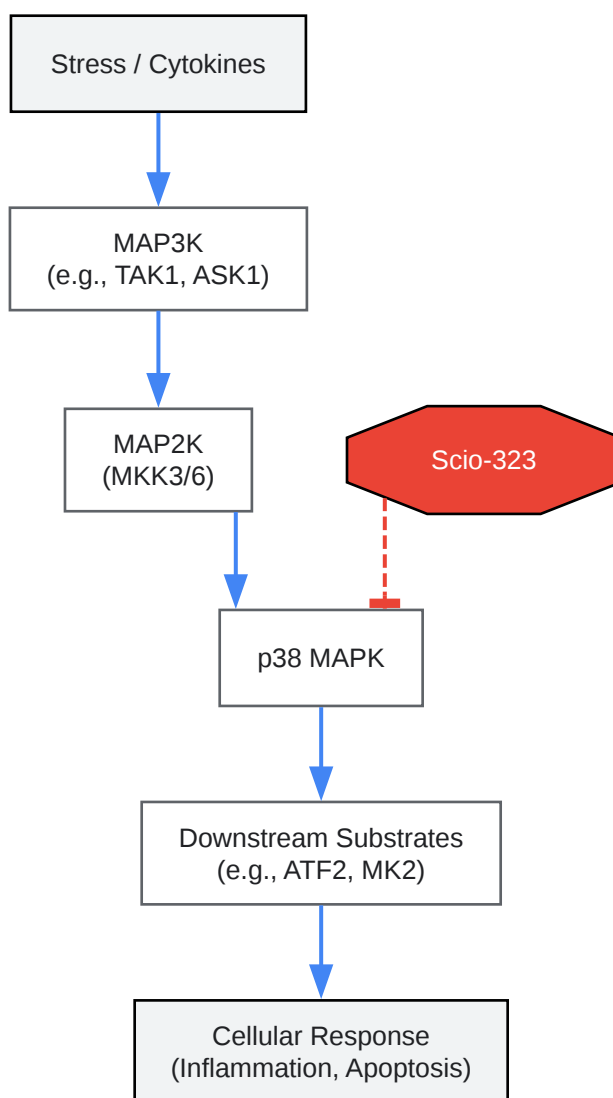 Stress / Cytokines
MAP3K
(e.g., TAK1, ASK1)
MAP2K
(MKK3/6)
Scio-323
p38 MAPK
Downstream Substrates
(e.g., ATF2, MK2)
Cellular Response
(Inflammation, Apoptosis)